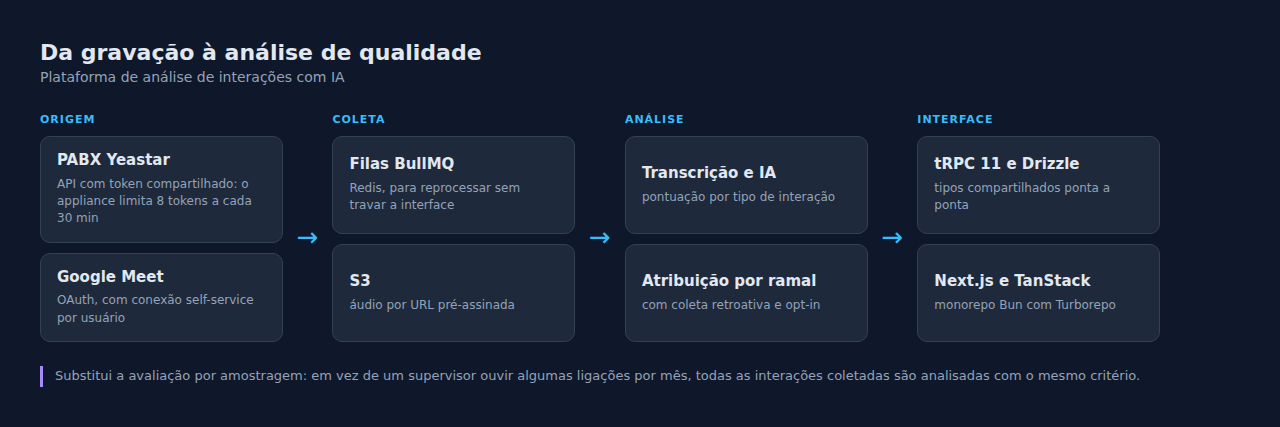 Da gravação à análise de qualidade
Plataforma de análise de interações com IA
ORIGEM
PABX Yeastar
API com token compartilhado: o
appliance limita 8 tokens a cada
30 min
Google Meet
OAuth, com conexão self-service
por usuário
→
COLETA
Filas BullMQ
Redis, para reprocessar sem
travar a interface
S3
áudio por URL pré-assinada
→
ANÁLISE
Transcrição e IA
pontuação por tipo de interação
Atribuição por ramal
com coleta retroativa e opt-in
→
INTERFACE
tRPC 11 e Drizzle
tipos compartilhados ponta a
ponta
Next.js e TanStack
monorepo Bun com Turborepo
Substitui a avaliação por amostragem: em vez de um supervisor ouvir algumas ligações por mês, todas as interações coletadas são analisadas com o mesmo critério.